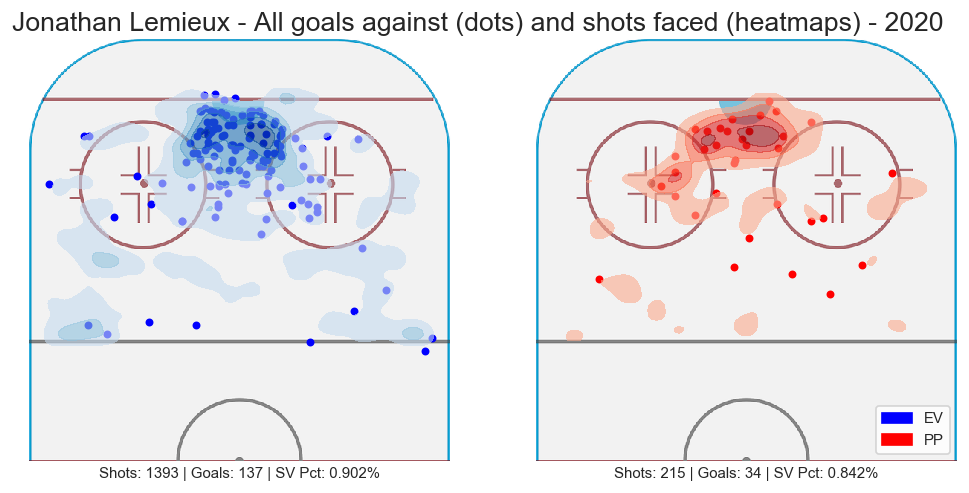 Jonathan Lemieux - All goals against (dots) and shots faced (heatmaps) - 2020
EV
PP
Shots: 1393 | Goals: 137 | SV Pct: 0.902%
Shots: 215 | Goals: 34 | SV Pct: 0.842%